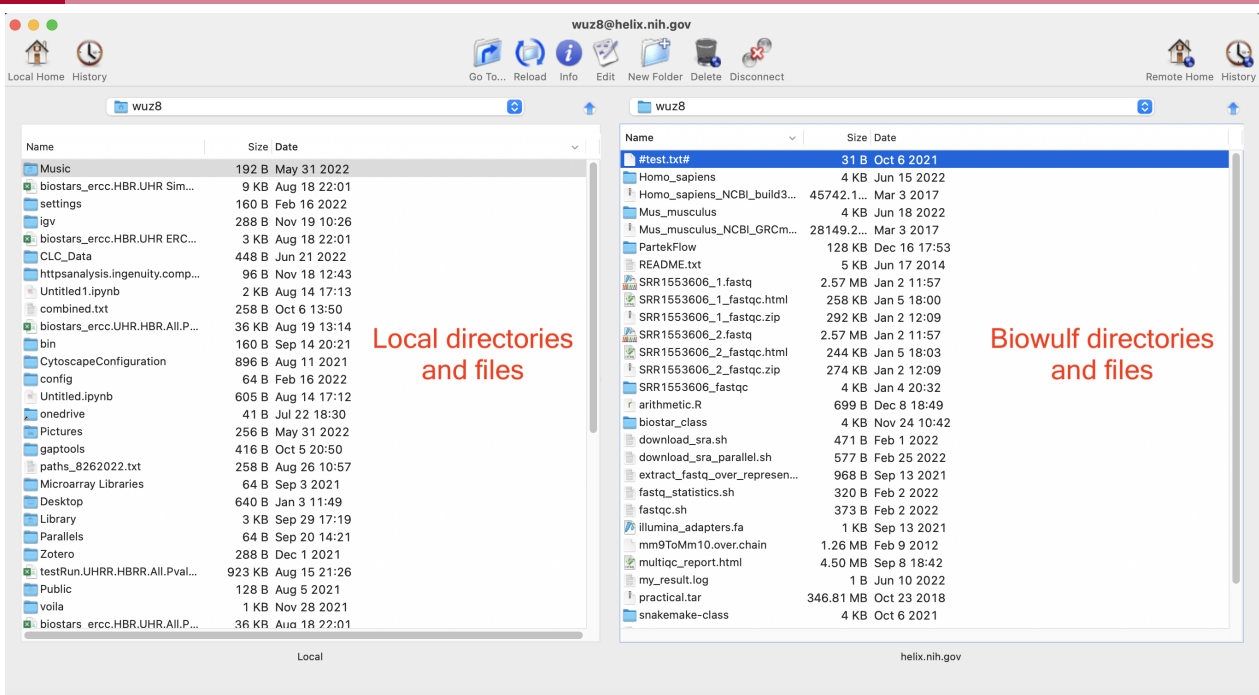 wuz8@helix.nih.gov
Local Home History Go To... Reload Info Edit New Folder Delete Disconnect Remote Home History
wuz8
wuz8
Name Size Date
Music 192 B May 31 2022
biostars_ercc.HBR.UHR Sim... 9 KB Aug 18 22:01
settings 160 B Feb 16 2022
igv 288 B Nov 19 10:26
biostars_ercc.HBR.UHR ERC... 3 KB Aug 18 22:01
CLC_Data 448 B Jun 21 2022
httpsanalysis.ingenuity.comp... 96 B Nov 18 12:43
Untitled1.ipynb 2 KB Aug 14 17:13
combined.txt 258 B Oct 6 13:50
biostars_ercc.UHR.HBR.All.P... 36 KB Aug 19 13:14
bin 160 B Sep 14 20:21
CytoscapeConfiguration 896 B Aug 11 2021
config 64 B Feb 16 2022
Untitled.ipynb 605 B Aug 14 17:12
onedrive 41 B Jul 22 18:30
Pictures 256 B May 31 2022
gaptools 416 B Oct 5 20:50
paths_8262022.txt 258 B Aug 26 10:57
Microarray Libraries 64 B Sep 3 2021
Desktop 640 B Jan 3 11:49
Library 3 KB Sep 29 17:19
Parallels 64 B Sep 20 14:21
Zotero 288 B Dec 1 2021
testRun.UHRR.HBRR.All.Pval... 923 KB Aug 15 21:26
Public 128 B Aug 5 2021
voila 1 KB Nov 28 2021
biostars_ercc.HBR.UHR.All.P... 36 KB Aug 18 22:01
Local directories
and files
Local
Name Size Date
#test.txt# 31 B Oct 6 2021
Homo_sapiens 4 KB Jun 15 2022
Homo_sapiens_NCBI_build3... 45742.1... Mar 3 2017
Mus_musculus 4 KB Jun 18 2022
Mus_musculus_NCBI_GRCm... 28149.2... Mar 3 2017
PartekFlow 128 KB Dec 16 17:53
README.txt 5 KB Jun 17 2014
SRR1553606_1.fastq 2.57 MB Jan 2 11:57
SRR1553606_1_fastqc.html 258 KB Jan 5 18:00
SRR1553606_1_fastqc.zip 292 KB Jan 2 12:09
SRR1553606_2.fastq 2.57 MB Jan 2 11:57
SRR1553606_2_fastqc.html 244 KB Jan 5 18:03
SRR1553606_2_fastqc.zip 274 KB Jan 2 12:09
SRR1553606_fastqc 4 KB Jan 4 20:32
arithmetic.R 699 B Dec 8 18:49
biostar_class 4 KB Nov 24 10:42
download_sra.sh 471 B Feb 1 2022
download_sra_parallel.sh 577 B Feb 25 2022
extract_fastq_over_represen... 968 B Sep 13 2021
fastq_statistics.sh 320 B Feb 2 2022
fastqc.sh 373 B Feb 2 2022
illumina_adapters.fa 1 KB Sep 13 2021
mm9ToMm10.over.chain 1.26 MB Feb 9 2012
multiqc_report.html 4.50 MB Sep 8 18:42
my_result.log 1 B Jun 10 2022
practical.tar 346.81 MB Oct 23 2018
snakemake-class 4 KB Oct 6 2021
Biowulf directories
and files
helix.nih.gov